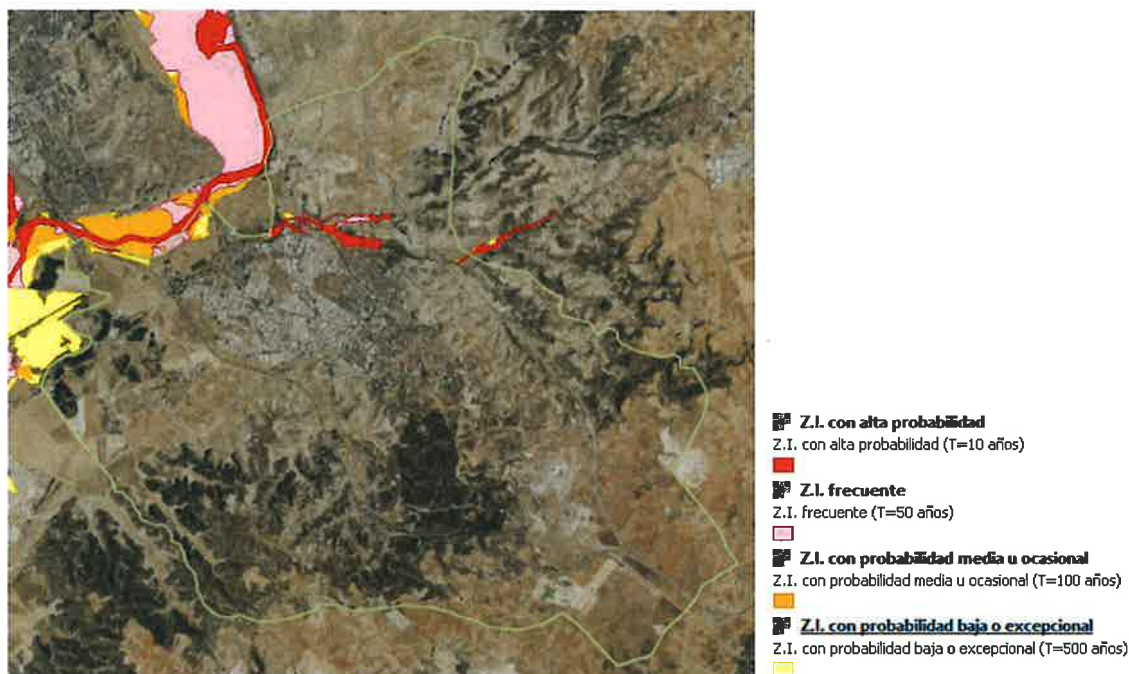 Z.I. con alta probabilidad
Z.I. con alta probabilidad (T=10 años)
Z.I. frecuente
Z.I. frecuente (T=50 años)
Z.I. con probabilidad media u ocasional
Z.I. con probabilidad media u ocasional (T=100 años)
Z.I. con probabilidad baja o excepcional
Z.I. con probabilidad baja o excepcional (T=500 años)